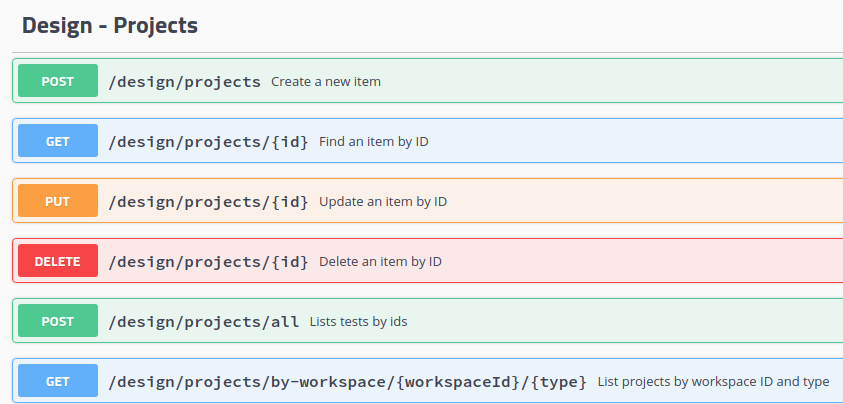 Design - Projects
POST /design/projects Create a new item
GET /design/projects/{id} Find an item by ID
PUT /design/projects/{id} Update an item by ID
DELETE /design/projects/{id} Delete an item by ID
POST /design/projects/all Lists tests by ids
GET /design/projects/by-workspace/{workspaceId}/{type} List projects by workspace ID and type